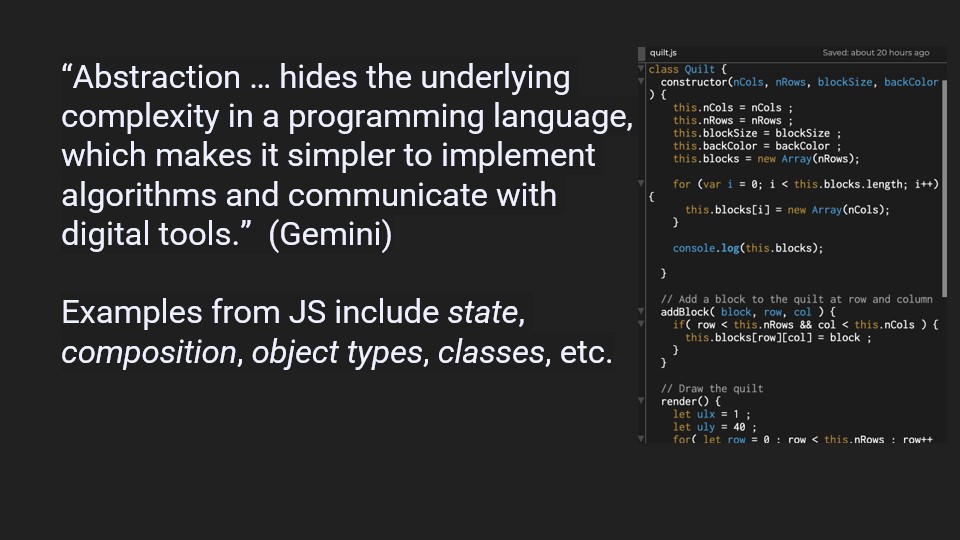 “Abstraction … hides the underlying
complexity in a programming language,
which makes it simpler to implement
algorithms and communicate with
digital tools.”  (Gemini)
Examples from JS include state,
composition, object types, classes, etc.
quilt.js
Saved: about 20 hours ago
class Quilt {
constructor(nCols, nRows, blockSize, backColor
) {
this.nCols = nCols ;
this.nRows = nRows ;
this.blockSize = blockSize ;
this.backColor = backColor ;
this.blocks = new Array(nRows);
for (var i = 0; i < this.blocks.length; i++)
{
this.blocks[i] = new Array(nCols);
}
console.log(this.blocks);
}
// Add a block to the quilt at row and column
addBlock( block, row, col ) {
if( row < this.nRows && col < this.nCols ) {
this.blocks[row][col] = block ;
}
}
// Draw the quilt
render() {
let ulx = 1 ;
let uly = 40 ;
for( let row = 0 ; row < this.nRows ; row++